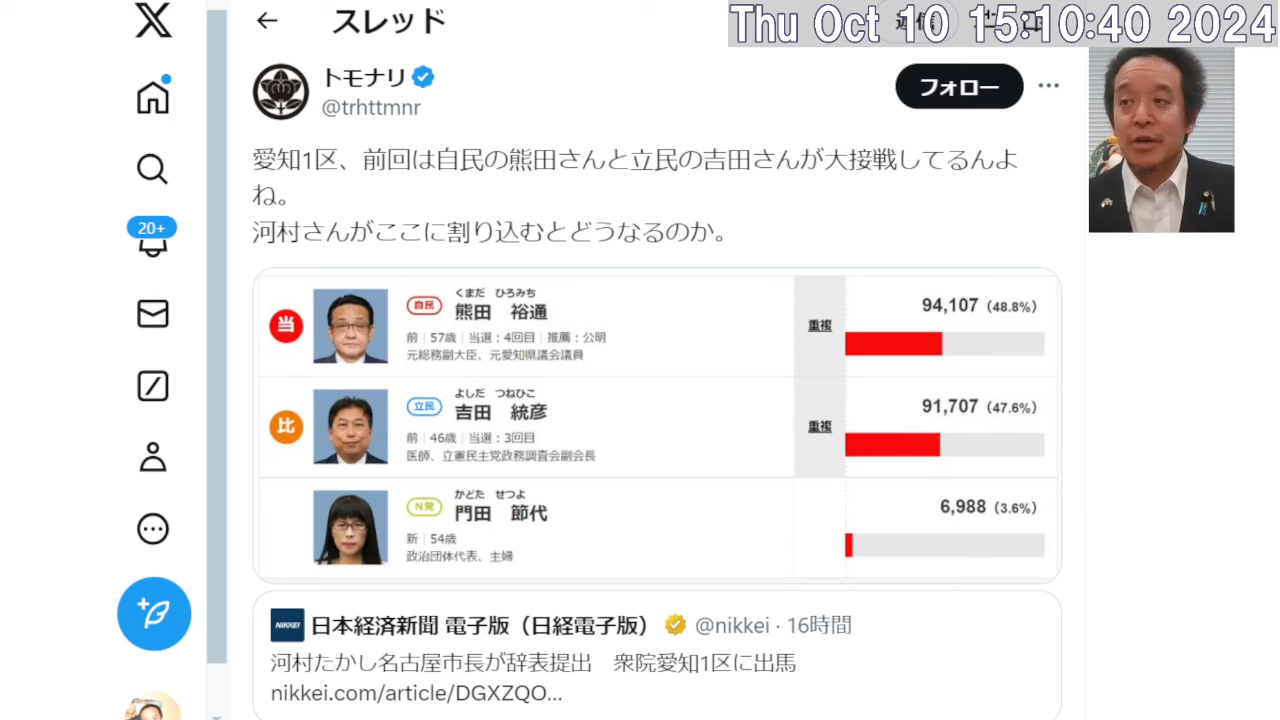 スレッド
Thu Oct 10 15:10:40 2024
トモナリ
@trhttmnr
フォロー
愛知1区、前回は自民の熊田さんと立民の吉田さんが大接戦してるんよ
ね。
河村さんがここに割り込むとどうなるのか。
20+
当
自民
くまだ ひろみち
熊田 裕通
前|57歳|当選:4回目|推薦:公明
元総務副大臣、元愛知県議会議員
重複
94,107 (48.8%)
比
立民
よしだ つねひこ
吉田 統彦
前|46歳|当選:3回目
医師、立憲民主党政務調査会副会長
重複
91,707 (47.6%)
N党
かどた せつよ
門田 節代
新|54歳
政治団体代表、主婦
6,988 (3.6%)
NIKKEI
日本経済新聞 電子版(日経電子版) @nikkei · 16時間
河村たかし名古屋市長が辞表提出 衆院愛知1区に出馬
nikkei.com/article/DGXZQO...